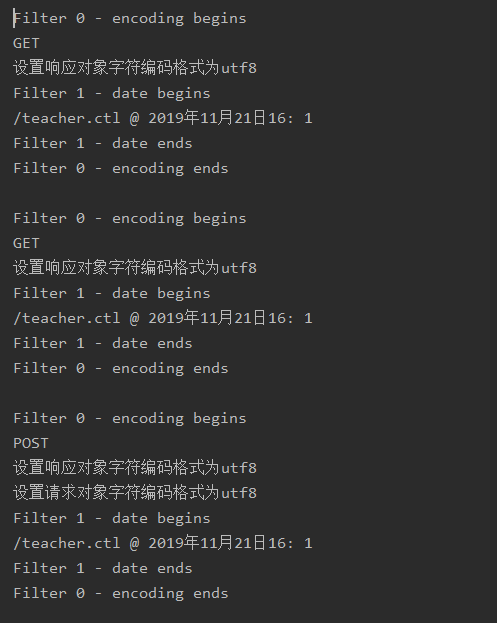 Filter 0 - encoding begins
GET
设置响应对象字符编码格式为utf8
Filter 1 - date begins
/teacher.ctl @ 2019年11月21日16: 1
Filter 1 - date ends
Filter 0 - encoding ends
Filter 0 - encoding begins
GET
设置响应对象字符编码格式为utf8
Filter 1 - date begins
/teacher.ctl @ 2019年11月21日16: 1
Filter 1 - date ends
Filter 0 - encoding ends
Filter 0 - encoding begins
POST
设置响应对象字符编码格式为utf8
设置请求对象字符编码格式为utf8
Filter 1 - date begins
/teacher.ctl @ 2019年11月21日16: 1
Filter 1 - date ends
Filter 0 - encoding ends